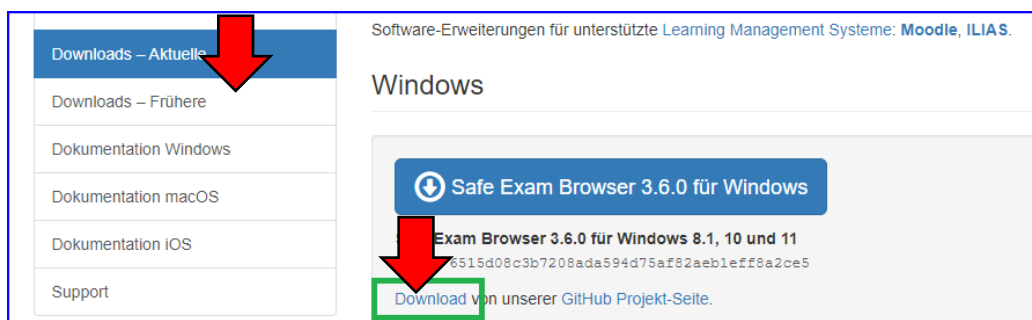 Software-Erweiterungen für unterstützte Learning Management Systeme: Moodle, ILIAS.
Downloads – Aktuelle
Downloads – Frühere
Dokumentation Windows
Dokumentation macOS
Dokumentation iOS
Support
Windows
Safe Exam Browser 3.6.0 für Windows
Exam Browser 3.6.0 für Windows 8.1, 10 und 11
6515d08c3b7208ada594d75af82aeb1eff8a2ce5
Download von unserer GitHub Projekt-Seite.